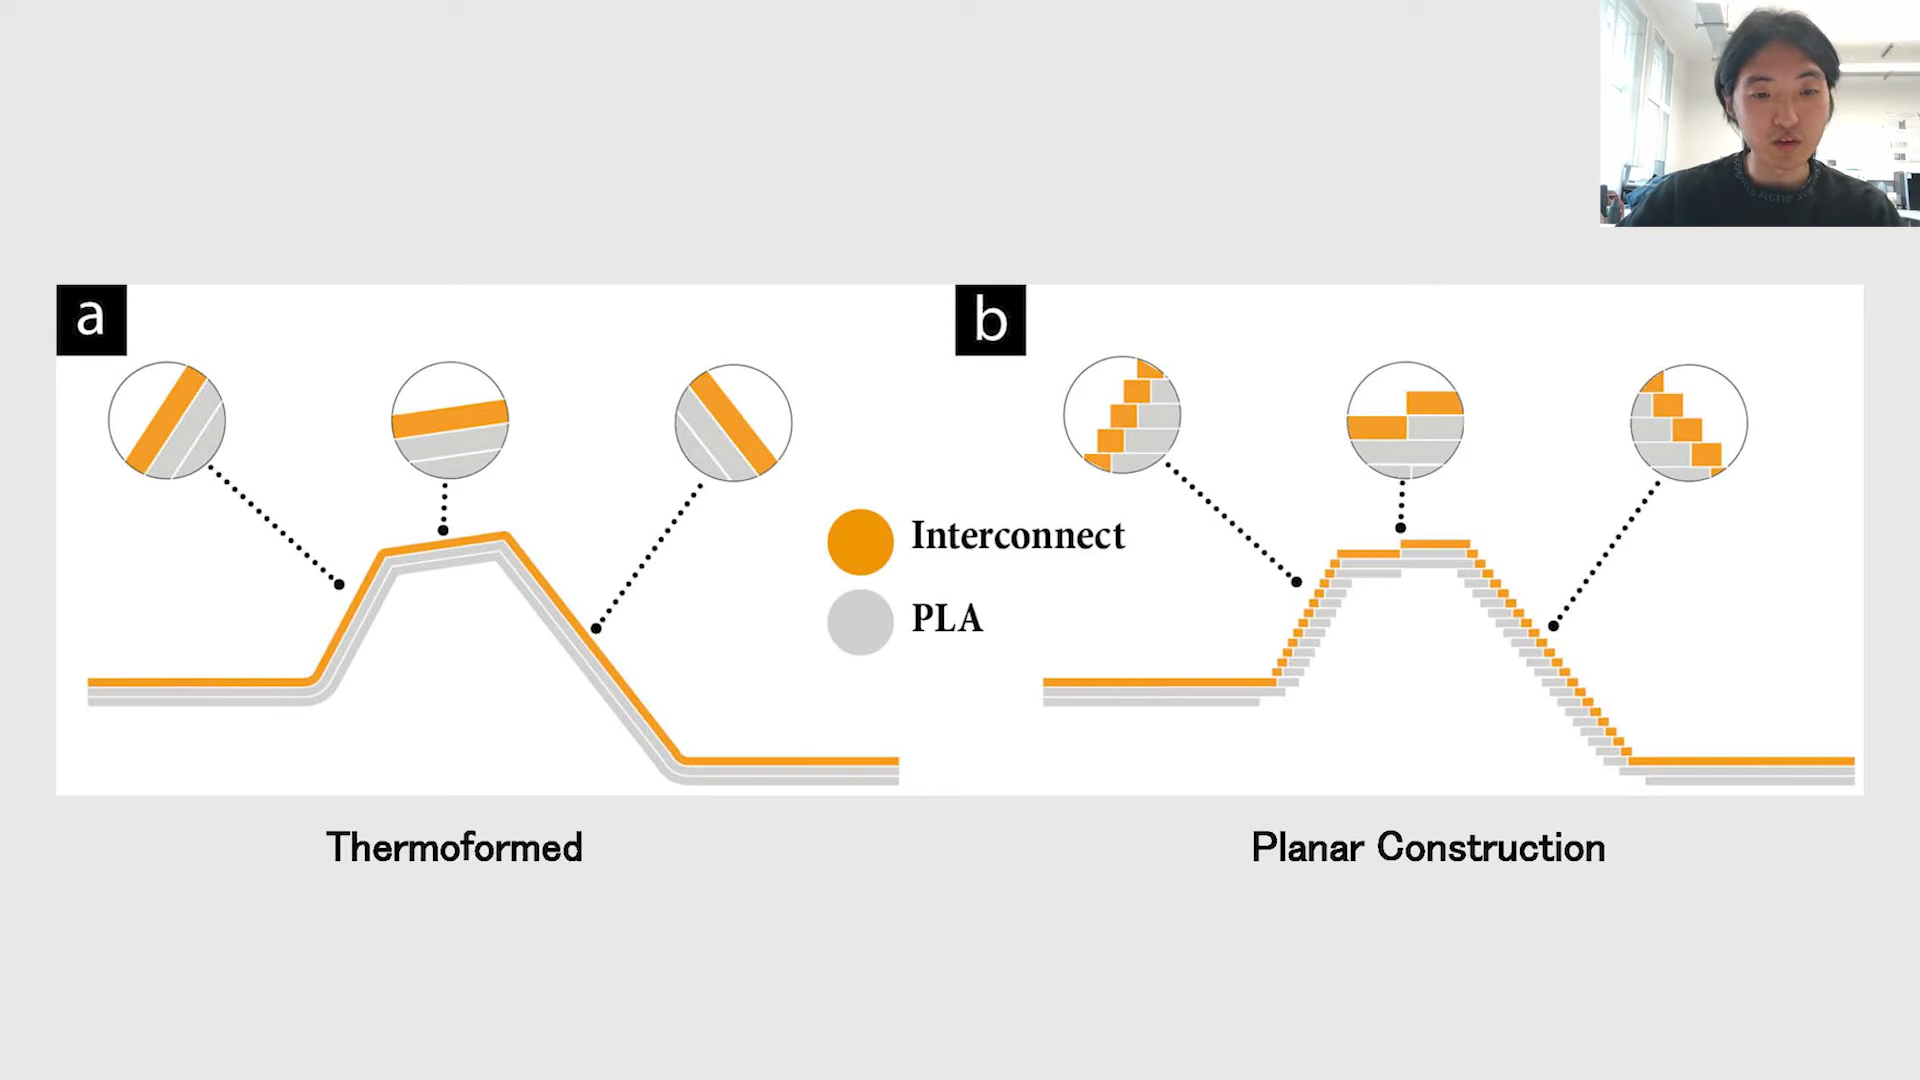 a
b
Interconnect
PLA
Thermoformed
Planar Construction